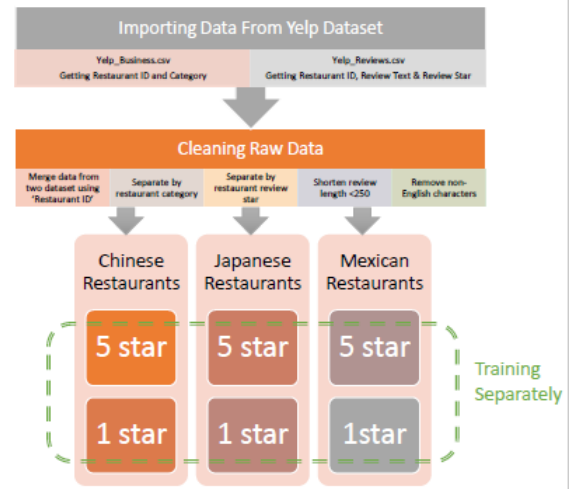 Importing Data From Yelp Dataset
Yelp_Business.csv
Getting Restaurant ID and Category
Yelp_Reviews.csv
Getting Restaurant ID, Review Text & Review Star
Cleaning Raw Data
Merge data from
two dataset using
'Restaurant ID'
Separate by
restaurant category
Separate by
restaurant review
star
Shorten review
length <250
Remove non-
English characters
Chinese
Restaurants
Japanese
Restaurants
Mexican
Restaurants
5 star
5 star
5 star
1 star
1 star
1star
Training
Separately